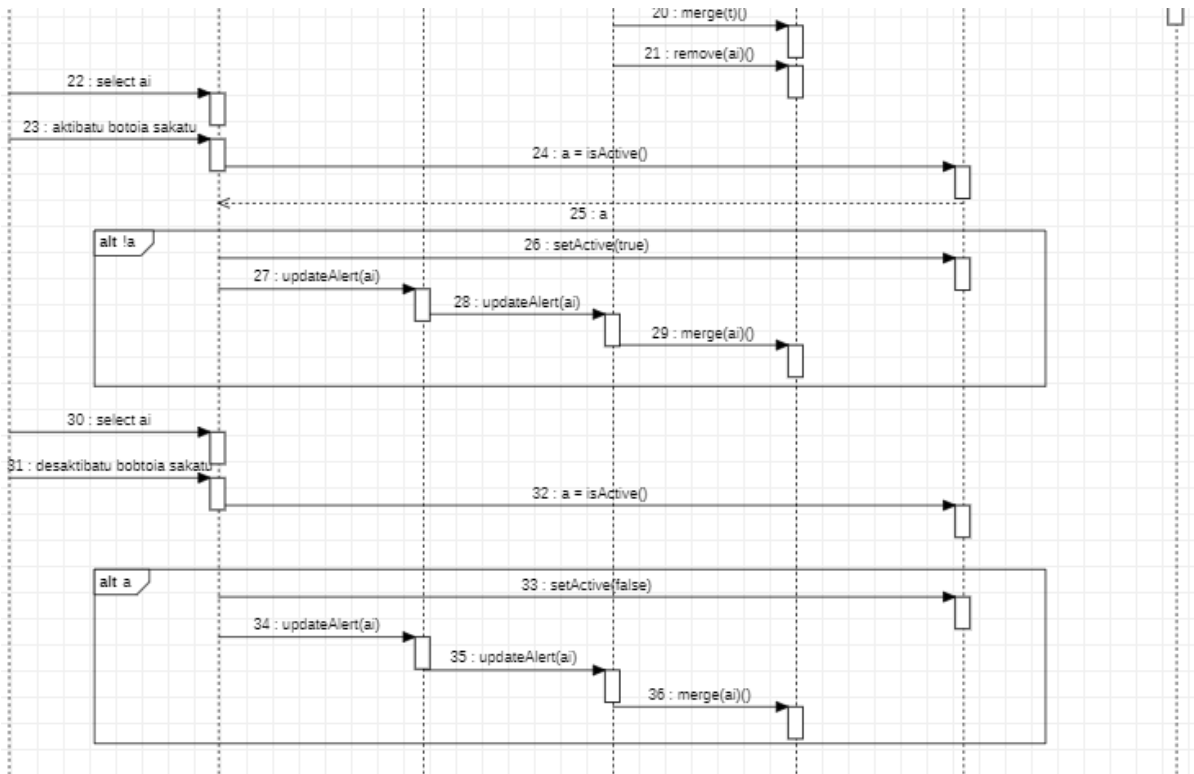 20 : merge(t)()
21 : remove(ai)()
22 : select ai
23 : aktibatu botoia sakatu
24 : a = isActive()
25 : a
alt !a
26 : setActive(true)
27 : updateAlert(ai)
28 : updateAlert(ai)
29 : merge(ai)()
30 : select ai
31 : desaktibatu bobtoia sakatu
32 : a = isActive()
alt a
33 : setActive(false)
34 : updateAlert(ai)
35 : updateAlert(ai)
36 : merge(ai)()